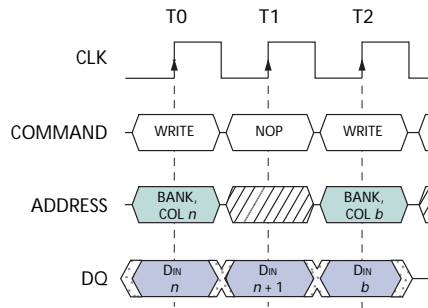 T0 T1 T2
CLK
COMMAND WRITE NOP WRITE
ADDRESS BANK, COL n BANK, COL b
DQ DIN n DIN n + 1 DIN b